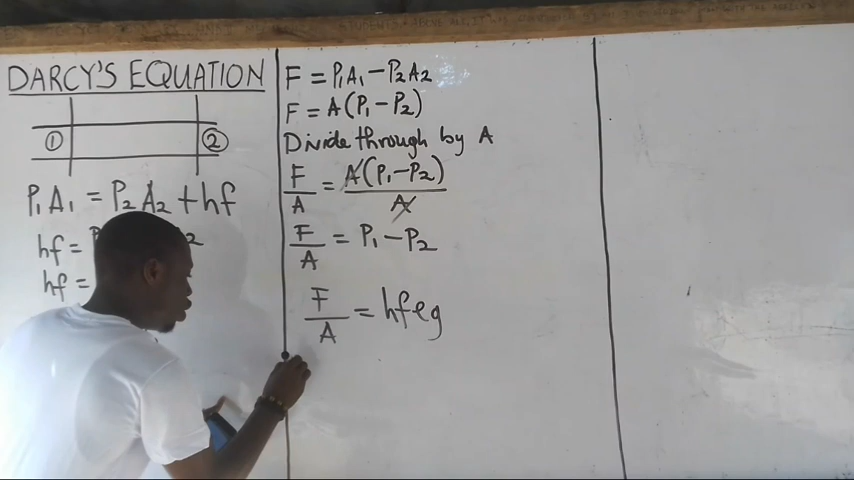 DARCY'S EQUATION
① ②
P₁A₁ = P₂A₂ + hf
hf = P 2
hf =
F = P₁A₁ - P₂A₂
F = A(P₁ - P₂)
Divide through by A
F/A = A(P₁ - P₂)/A
F/A = P₁ - P₂
F/A = hfeg